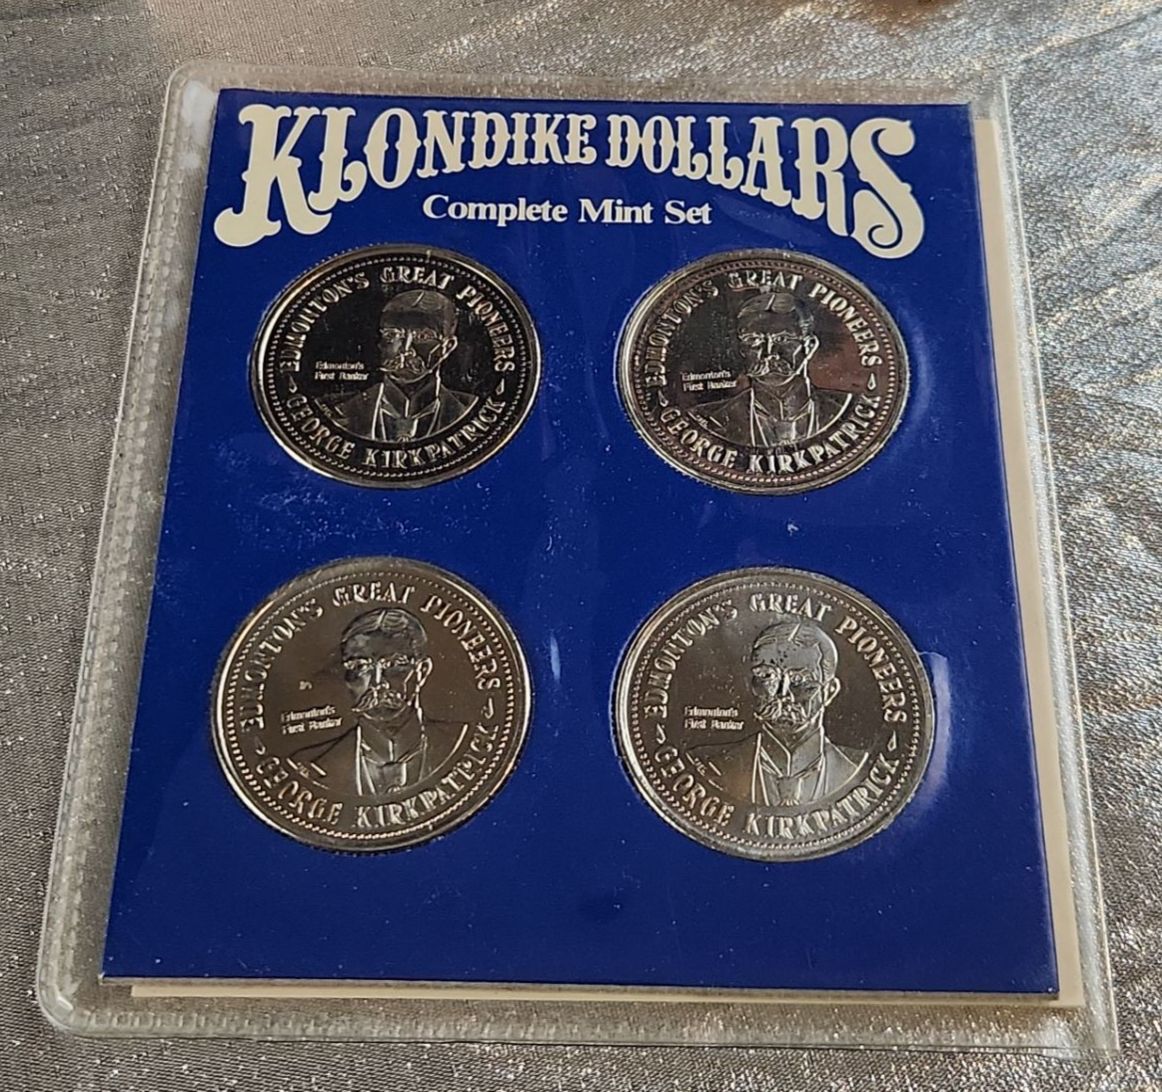 KLONDIKE DOLLARS
Complete Mint Set
EDMONTON'S GREAT PIONEERS
Edmonton's
First Banker
GEORGE KIRKPATRICK
EDMONTON'S GREAT PIONEERS
Edmonton's
First Banker
GEORGE KIRKPATRICK
EDMONTON'S GREAT PIONEERS
Edmonton's
First Banker
GEORGE KIRKPATRICK
EDMONTON'S GREAT PIONEERS
Edmonton's
First Banker
GEORGE KIRKPATRICK